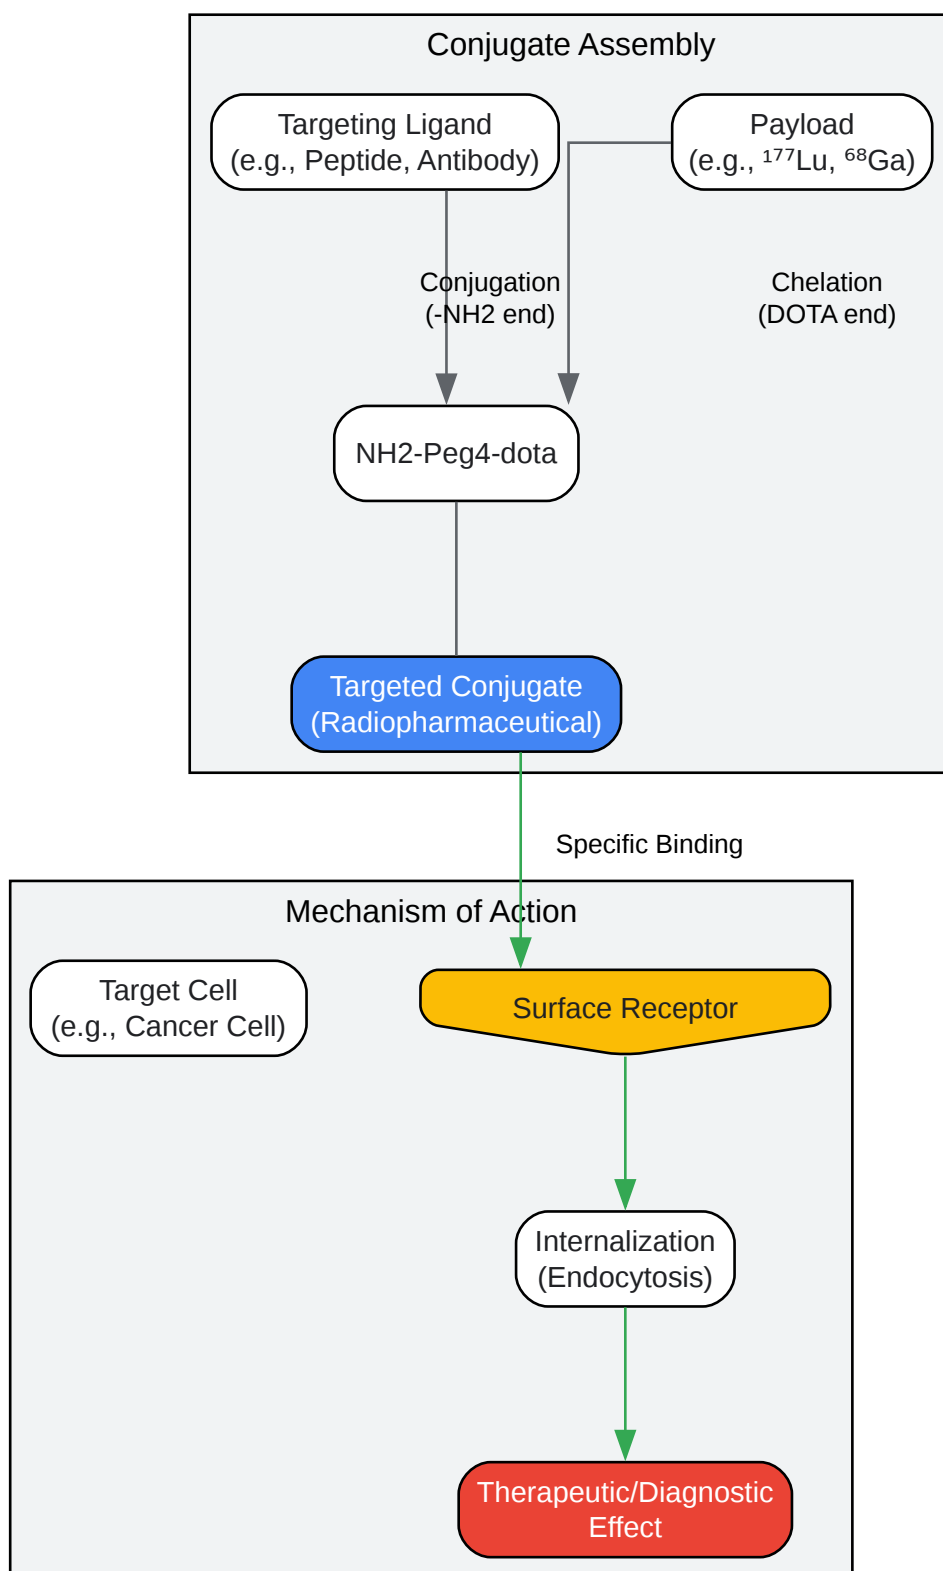 Conjugate Assembly
Targeting Ligand
(e.g., Peptide, Antibody)
Payload
(e.g., ¹⁷⁷Lu, ⁶⁸Ga)
Conjugation
(-NH2 end)
Chelation
(DOTA end)
NH2-Peg4-dota
Targeted Conjugate
(Radiopharmaceutical)
Specific Binding
Mechanism of Action
Target Cell
(e.g., Cancer Cell)
Surface Receptor
Internalization
(Endocytosis)
Therapeutic/Diagnostic
Effect